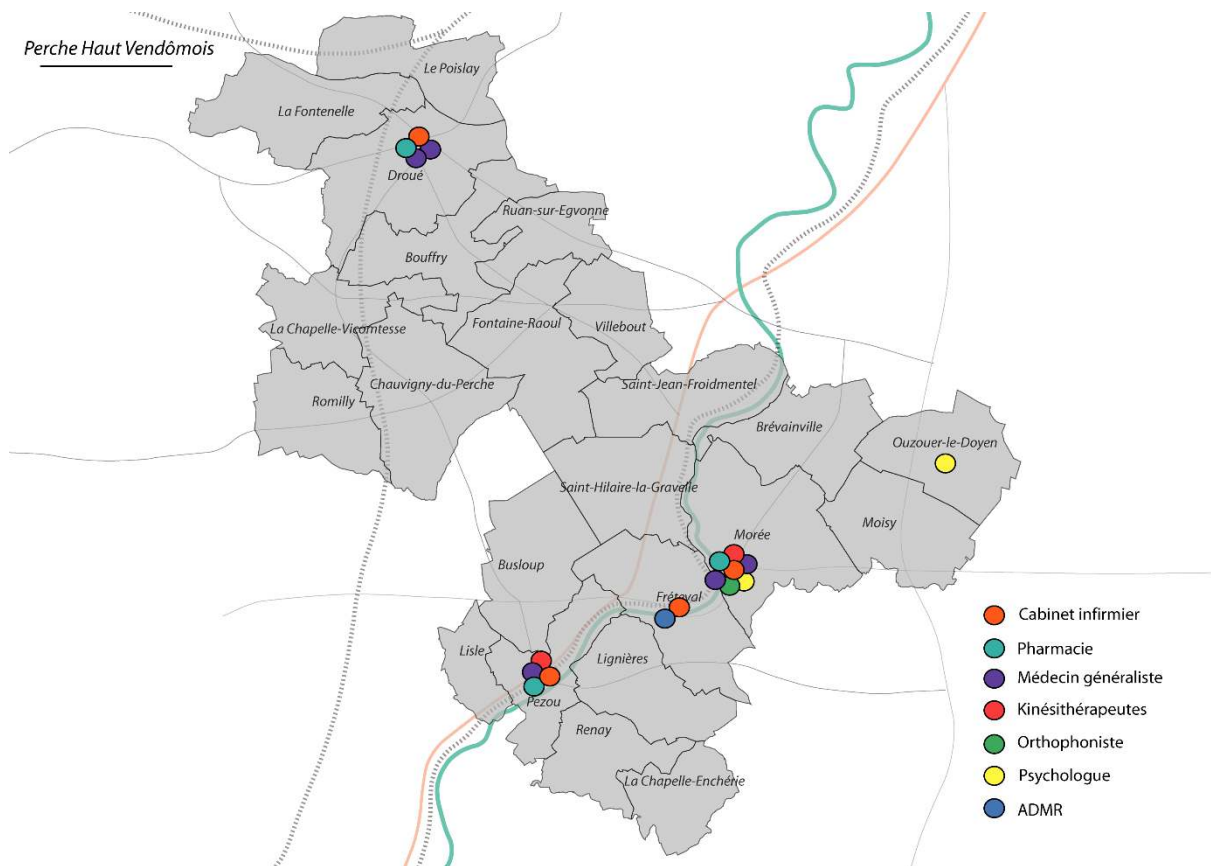 Perche Haut Vendômois
Le Poislay
La Fontenelle
Droué
Ruan-sur-Egvonne
Bouffry
La Chapelle-Vicomtesse
Fontaine-Raoul
Villebout
Chauvigny-du-Perche
Saint-Jean-Froidmentel
Romilly
Brévainville
Ouzouer-le-Doyen
Saint-Hilaire-la-Gravelle
Moisy
Morée
Busloup
Fréteval
Lisle
Lignières
Pezou
Renay
La Chapelle-Enchérie
Cabinet infirmier
Pharmacie
Médecin généraliste
Kinésithérapeutes
Orthophoniste
Psychologue
ADMR